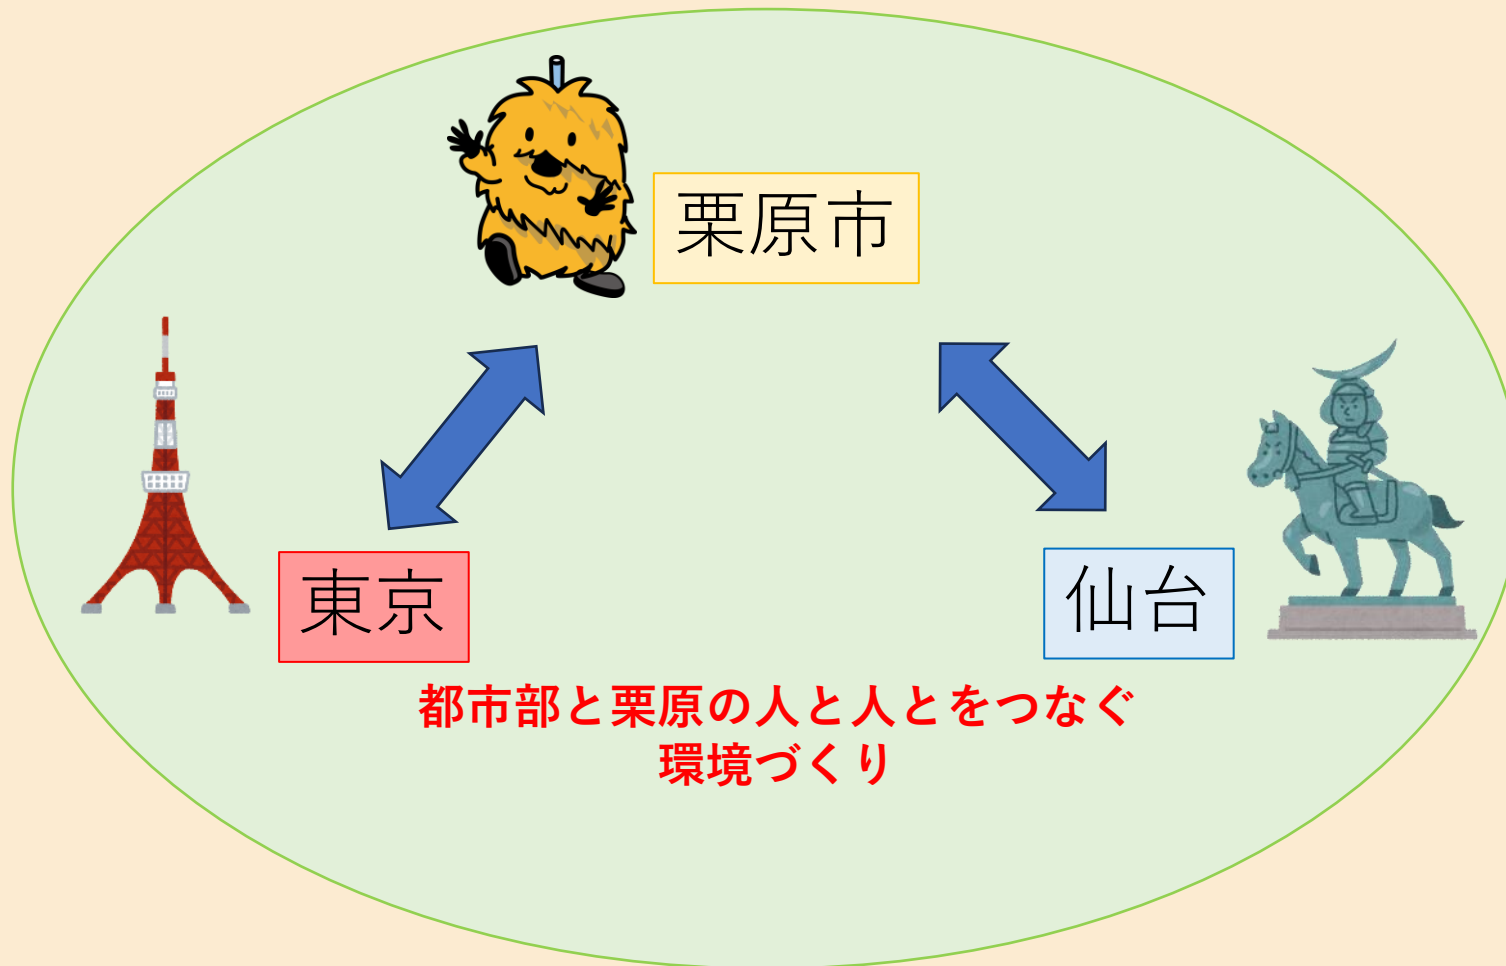 栗原市
東京
仙台
都市部と栗原の人と人とをつなぐ
環境づくり